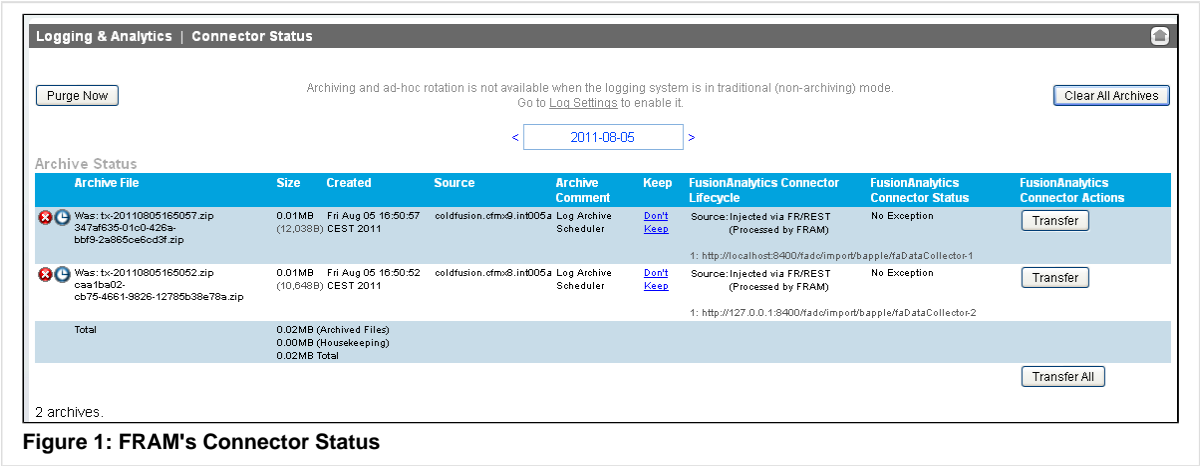 Logging & Analytics | Connector Status
Purge Now
Archiving and ad-hoc rotation is not available when the logging system is in traditional (non-archiving) mode.
Go to Log Settings to enable it.
Clear All Archives
< 2011-08-05 >
Archive Status
Archive File Size Created Source Archive Comment Keep FusionAnalytics Connector Lifecycle FusionAnalytics Connector Status FusionAnalytics Connector Actions
Was: tx-20110805165057.zip 0.01MB Fri Aug 05 16:50:57 coldfusion.cfmx9.int005a Log Archive Don't Source: Injected via FR/REST No Exception Transfer
347af635-01c0-426a- (12,038B) CEST 2011 Scheduler Keep (Processed by FRAM)
bbf9-2a865ce6cd3f.zip
1: http://localhost:8400/fadc/import/bapple/faDataCollector-1
Was: tx-20110805165052.zip 0.01MB Fri Aug 05 16:50:52 coldfusion.cfmx8.int005a Log Archive Don't Source: Injected via FR/REST No Exception Transfer
caa1ba02- (10,648B) CEST 2011 Scheduler Keep (Processed by FRAM)
cb75-4661-9826-12785b38e78a.zip
1: http://127.0.0.1:8400/fadc/import/bapple/faDataCollector-2
Total 0.02MB (Archived Files)
0.00MB (Housekeeping)
0.02MB Total
Transfer All
2 archives.
Figure 1: FRAM's Connector Status